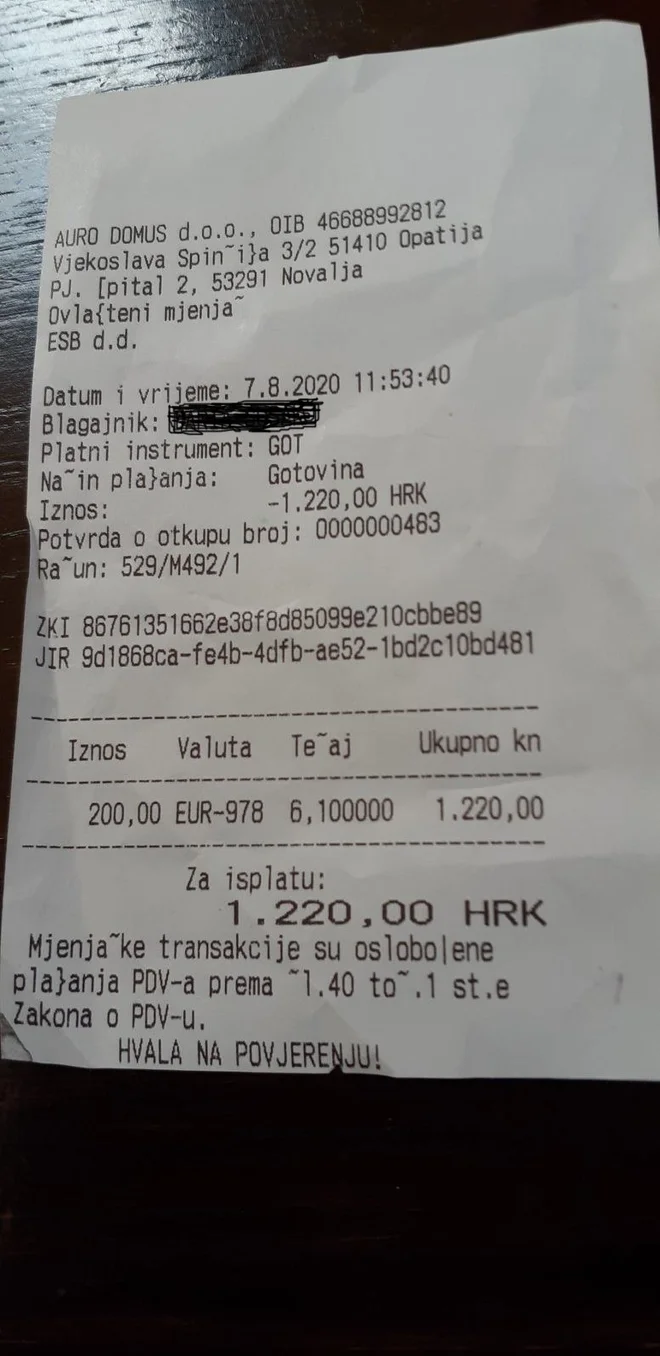 AURO DOMUS d.o.o., OIB 46688992812
Vjekoslava Spin~i}a 3/2 51410 Opatija
PJ. [pital 2, 53291 Novalja
Ovla{teni mjenja~
ESB d.d.
Datum i vrijeme: 7.8.2020 11:53:40
Blagajnik:
Platni instrument: GOT
Na~in pla}anja: Gotovina
Iznos: -1.220,00 HRK
Potvrda o otkupu broj: 0000000483
Ra~un: 529/M492/1
ZKI 86761351662e38f8d85099e210cbbe89
JIR 9d1868ca-fe4b-4dfb-ae52-1bd2c10bd481
Iznos Valuta Te~aj Ukupno kn
200,00 EUR-978 6,100000 1.220,00
Za isplatu:
1.220,00 HRK
Mjenja~ke transakcije su oslobo|ene
pla}anja PDV-a prema ~l.40 to~.1 st.e
Zakona o PDV-u.
HVALA NA POVJERENJU!